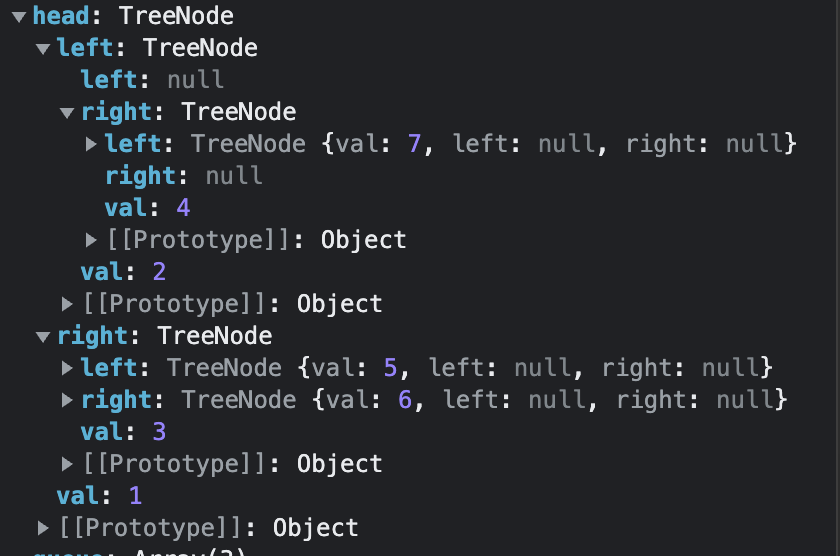 ▼head: TreeNode
▼left: TreeNode
left: null
▼right: TreeNode
▶left: TreeNode {val: 7, left: null, right: null}
right: null
val: 4
▶[[Prototype]]: Object
val: 2
▶[[Prototype]]: Object
▼right: TreeNode
▶left: TreeNode {val: 5, left: null, right: null}
▶right: TreeNode {val: 6, left: null, right: null}
val: 3
▶[[Prototype]]: Object
val: 1
▶[[Prototype]]: Object